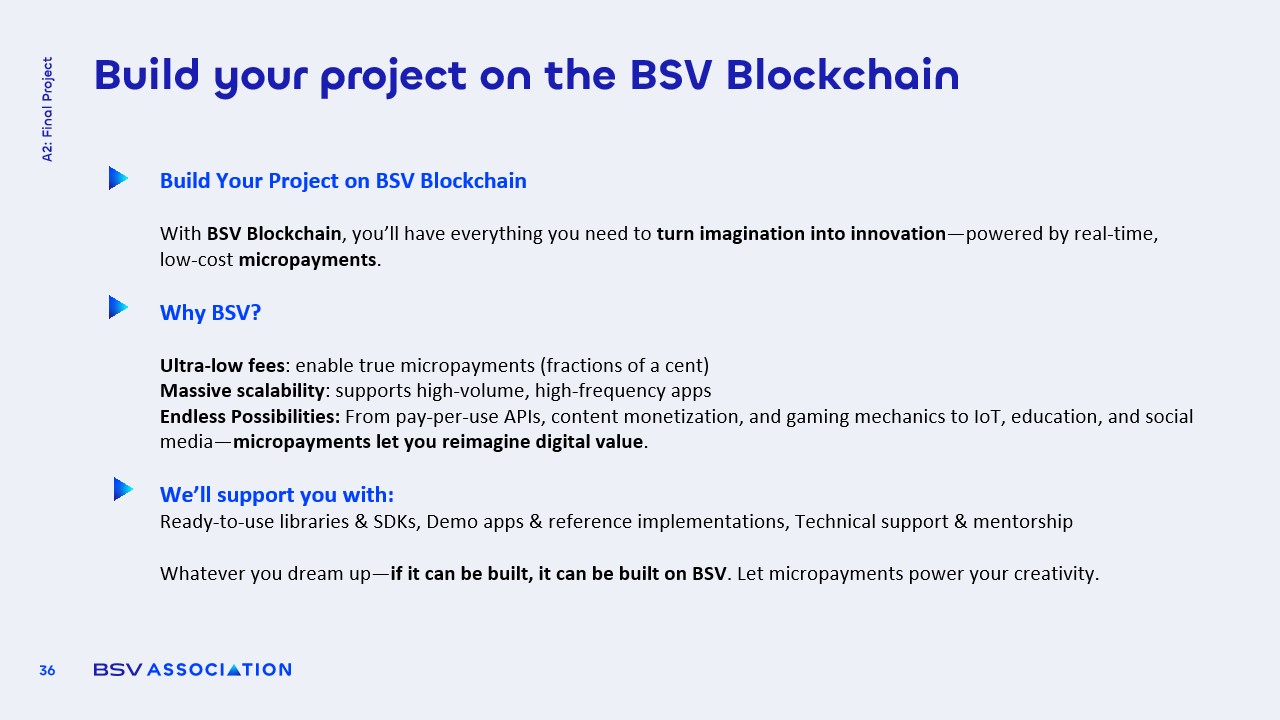 A2: Final Project
Build your project on the BSV Blockchain
Build Your Project on BSV Blockchain
With BSV Blockchain, you’ll have everything you need to turn imagination into innovation—powered by real-time,
low-cost micropayments.
Why BSV?
Ultra-low fees: enable true micropayments (fractions of a cent)
Massive scalability: supports high-volume, high-frequency apps
Endless Possibilities: From pay-per-use APIs, content monetization, and gaming mechanics to IoT, education, and social
media—micropayments let you reimagine digital value.
We’ll support you with:
Ready-to-use libraries & SDKs, Demo apps & reference implementations, Technical support & mentorship
Whatever you dream up—if it can be built, it can be built on BSV. Let micropayments power your creativity.
36
BSV ASSOCIATION